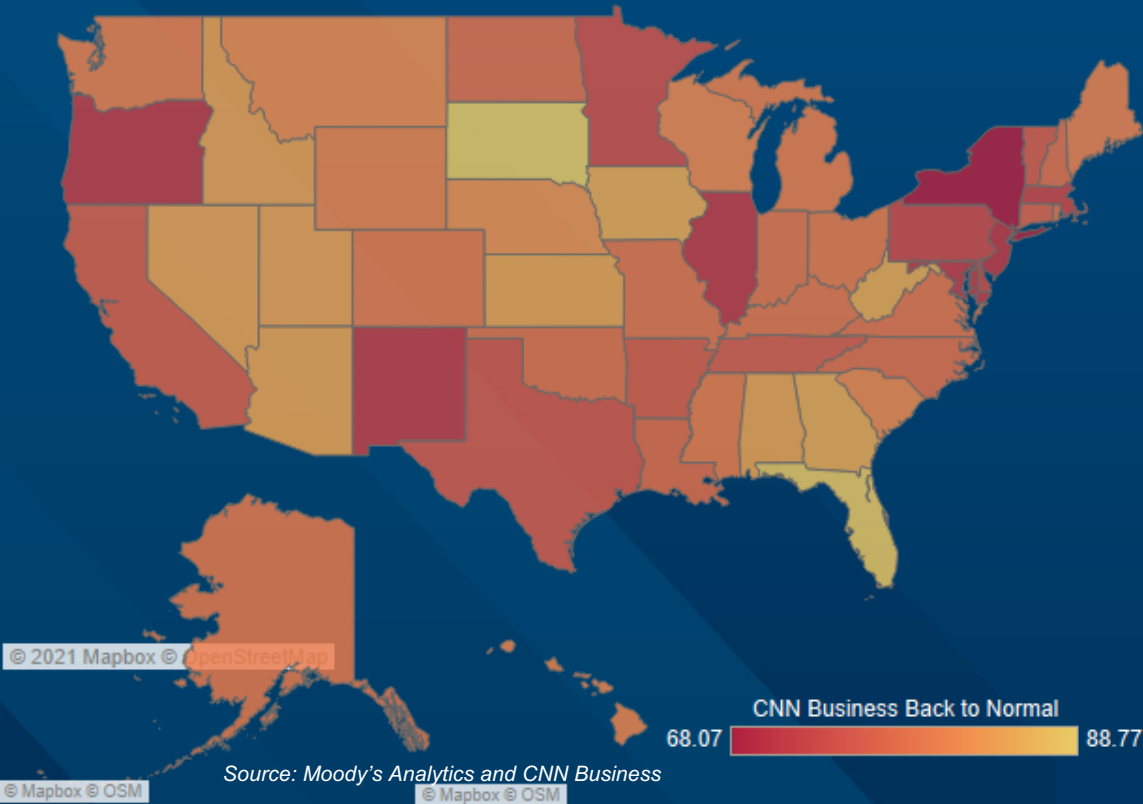 © 2021 Mapbox © OpenStreetMap
CNN Business Back to Normal
68.07
88.77
Source: Moody's Analytics and CNN Business
© Mapbox © OSM
© Mapbox © OSM